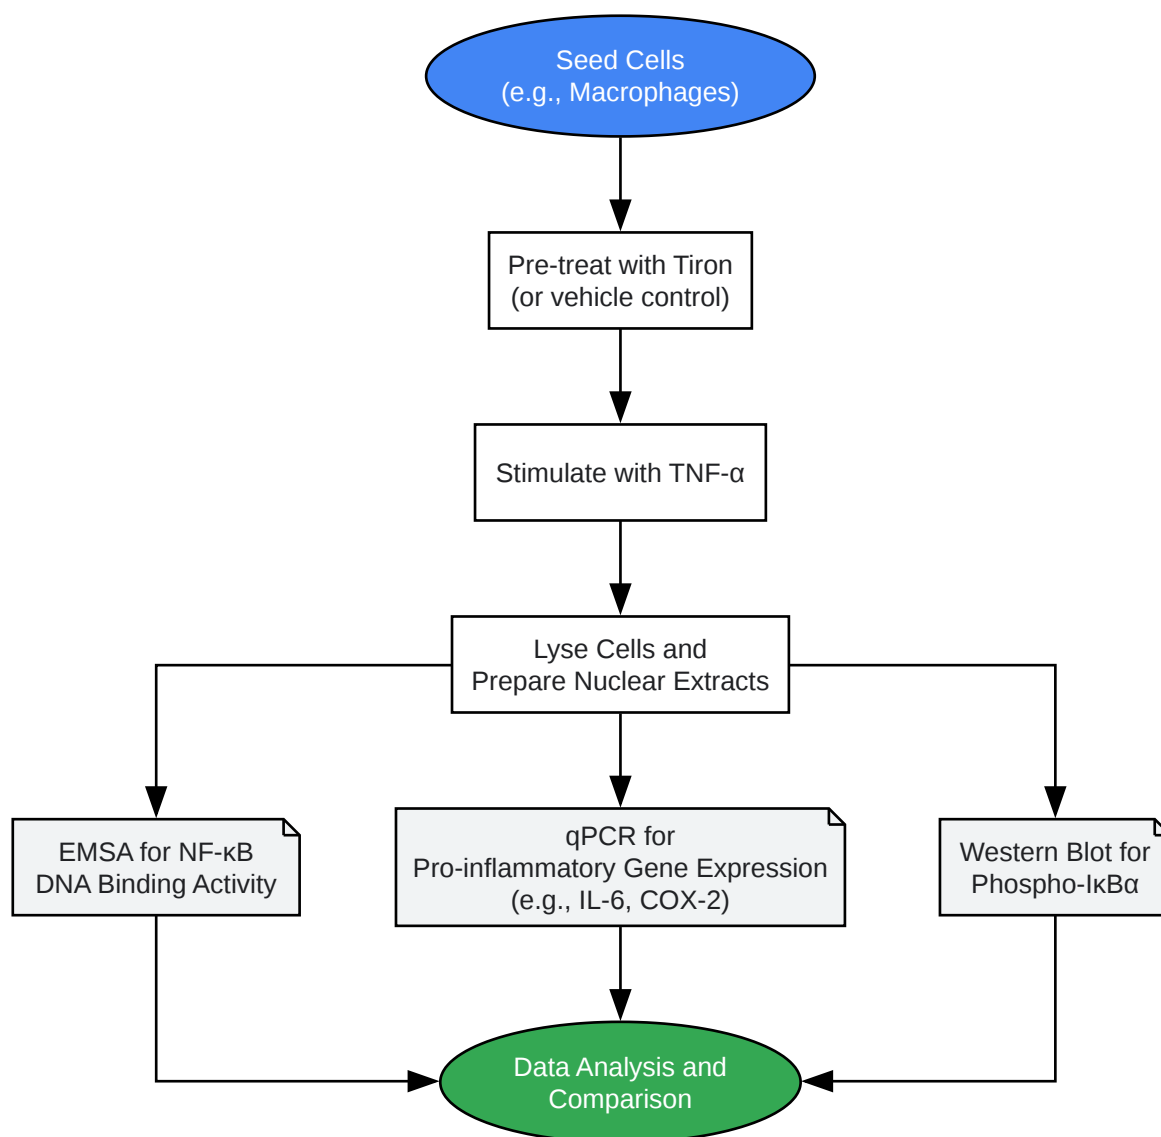 Seed Cells
(e.g., Macrophages)
Pre-treat with Tiron
(or vehicle control)
Stimulate with TNF-α
Lyse Cells and
Prepare Nuclear Extracts
EMSA for NF-κB
DNA Binding Activity
qPCR for
Pro-inflammatory Gene Expression
(e.g., IL-6, COX-2)
Western Blot for
Phospho-IκBα
Data Analysis and
Comparison